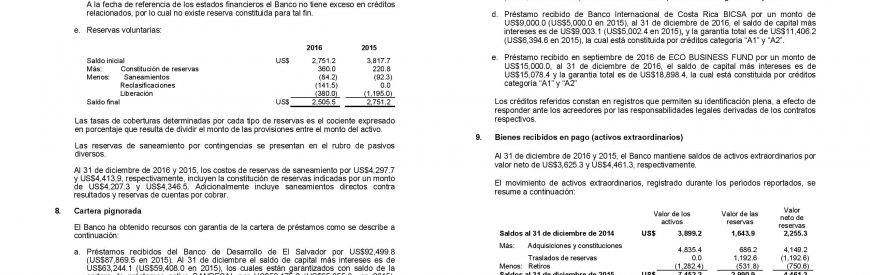 A la fecha de referencia de los estados financieros el Banco no tiene exceso en créditos
relacionados, por lo cual no existe reserva constituida para tal fin.
e. Reservas voluntarias:
2016 2015
Saldo inicial US$ 2,751.2 3,817.7
Más: Constitución de reservas 360.0 220.8
Menos: Saneamientos (84.2) (92.3)
Reclasificaciones (141.5) 0.0
Liberación (380.0) (1,195.0)
Saldo final US$ 2,505.5 2,751.2
Las tasas de coberturas determinadas por cada tipo de reservas es el cociente expresado
en porcentaje que resulta de dividir el monto de las provisiones entre el monto del activo.
Las reservas de saneamiento por contingencias se presentan en el rubro de pasivos
diversos.
Al 31 de diciembre de 2016 y 2015, los costos de reservas de saneamiento por US$4,297.7
y US$4,413.9, respectivamente, incluyen la constitución de reservas indicadas por un monto
de US$4,207.3 y US$4,346.5. Adicionalmente incluye saneamientos directos contra
resultados y reservas de cuentas por cobrar.
8. Cartera pignorada
El Banco ha obtenido recursos con garantía de la cartera de préstamos como se describe a
continuación:
a. Préstamos recibidos del Banco de Desarrollo de El Salvador por US$92,499.8
(US$87,869.5 en 2015). Al 31 de diciembre el saldo de capital más intereses es de
US$63,244.1 (US$59,408.0 en 2015), los cuales están garantizados con saldo de la
d. Préstamo recibido de Banco Internacional de Costa Rica BICSA por un monto de
US$9,000.0 (US$5,000.0 en 2015), al 31 de diciembre de 2016, el saldo de capital más
intereses es de US$9,003.1 (US$5,002.4 en 2015), y la garantía total es de US$11,406.2
(US$6,394.6 en 2015), la cual está constituida por créditos categoría “A1” y “A2”.
e. Préstamo recibido en septiembre de 2016 de ECO BUSINESS FUND por un monto de
US$15,000.0, al 31 de diciembre de 2016, el saldo de capital más intereses es de
US$15,078.4 y la garantía total es de US$18,898.4, la cual está constituida por créditos
categoría “A1” y “A2”
Los créditos referidos constan en registros que permiten su identificación plena, a efecto de
responder ante los acreedores por las responsabilidades legales derivadas de los contratos
respectivos.
9. Bienes recibidos en pago (activos extraordinarios)
Al 31 de diciembre de 2016 y 2015, el Banco mantiene saldos de activos extraordinarios por
valor neto de US$3,625.3 y US$4,461.3, respectivamente.
El movimiento de activos extraordinarios, registrado durante los periodos reportados, se
resume a continuación:
Valor de los activos Valor de las reservas Valor neto de reservas
Saldos al 31 de diciembre de 2014 US$ 3,899.2 1,643.9 2,255.3
Más: Adquisiciones y constituciones 4,835.4 686.2 4,149.2
Traslados de reservas 0.0 1,192.6 (1,192.6)
Menos: Retiros (1,282.4) (531.8) (750.6)